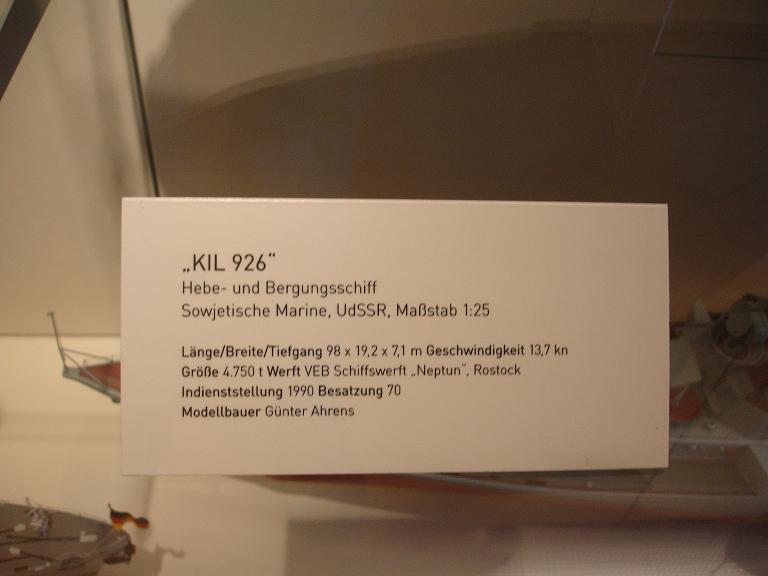 „KIL 926“
Hebe- und Bergungsschiff
Sowjetische Marine, UdSSR, Maßstab 1:25
Länge/Breite/Tiefgang 98 x 19,2 x 7,1 m Geschwindigkeit 13,7 kn
Größe 4.750 t Werft VEB Schiffswerft „Neptun“, Rostock
Indienststellung 1990 Besatzung 70
Modellbauer Günter Ahrens